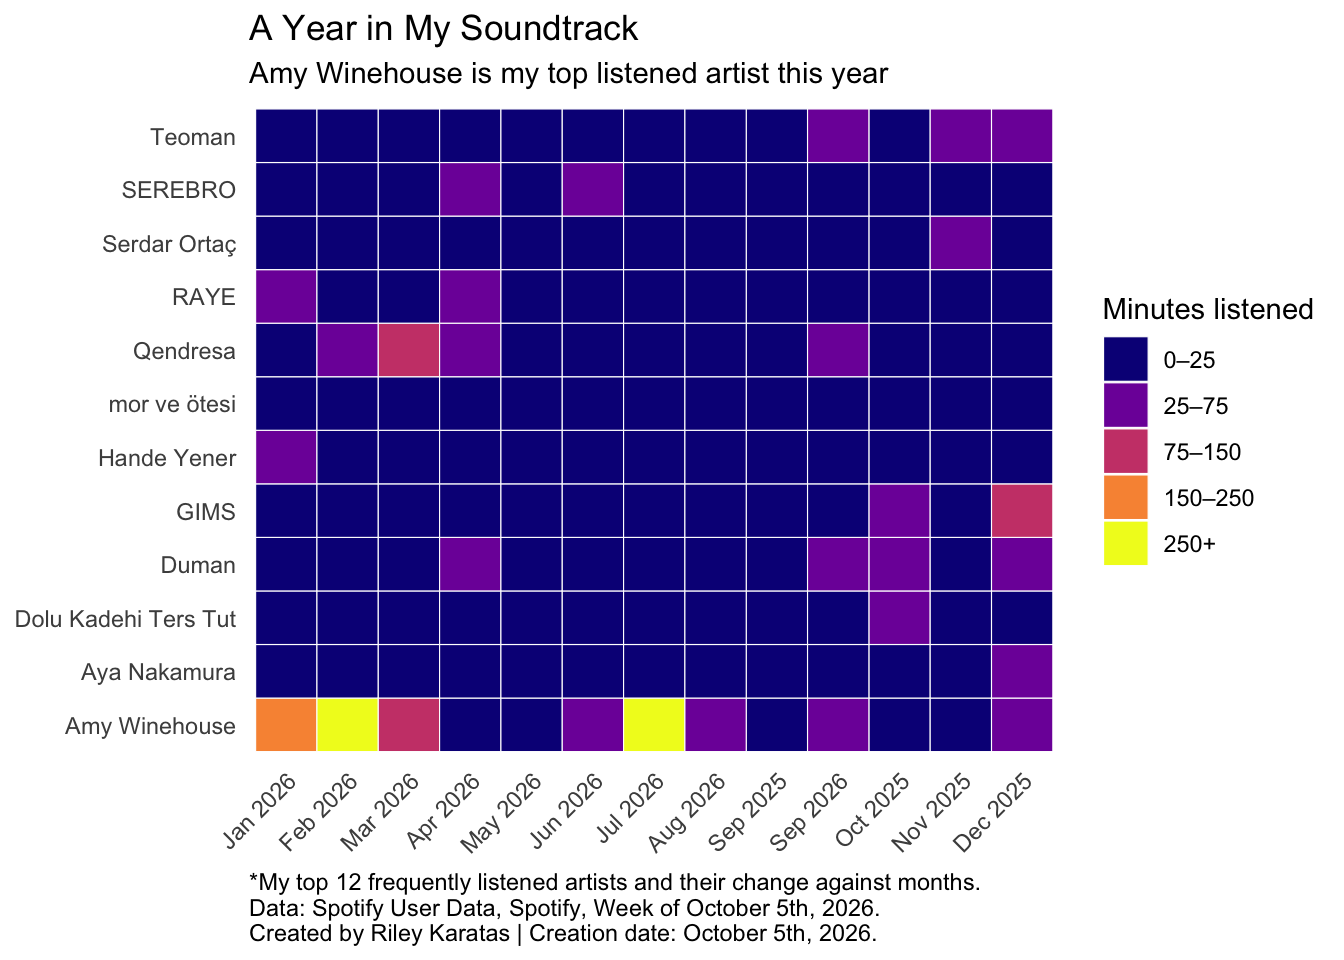 A Year in My Soundtrack
Amy Winehouse is my top listened artist this year
Teoman
SEREBRO
Serdar Ortaç
RAYE
Qendresa
mor ve ötesi
Hande Yener
GIMS
Duman
Dolu Kadehi Ters Tut
Aya Nakamura
Amy Winehouse
Jan 2026
Feb 2026
Mar 2026
Apr 2026
May 2026
Jun 2026
Jul 2026
Aug 2026
Sep 2025
Sep 2026
Oct 2025
Nov 2025
Dec 2025
Minutes listened
0–25
25–75
75–150
150–250
250+
*My top 12 frequently listened artists and their change against months.
Data: Spotify User Data, Spotify, Week of October 5th, 2026.
Created by Riley Karatas | Creation date: October 5th, 2026.